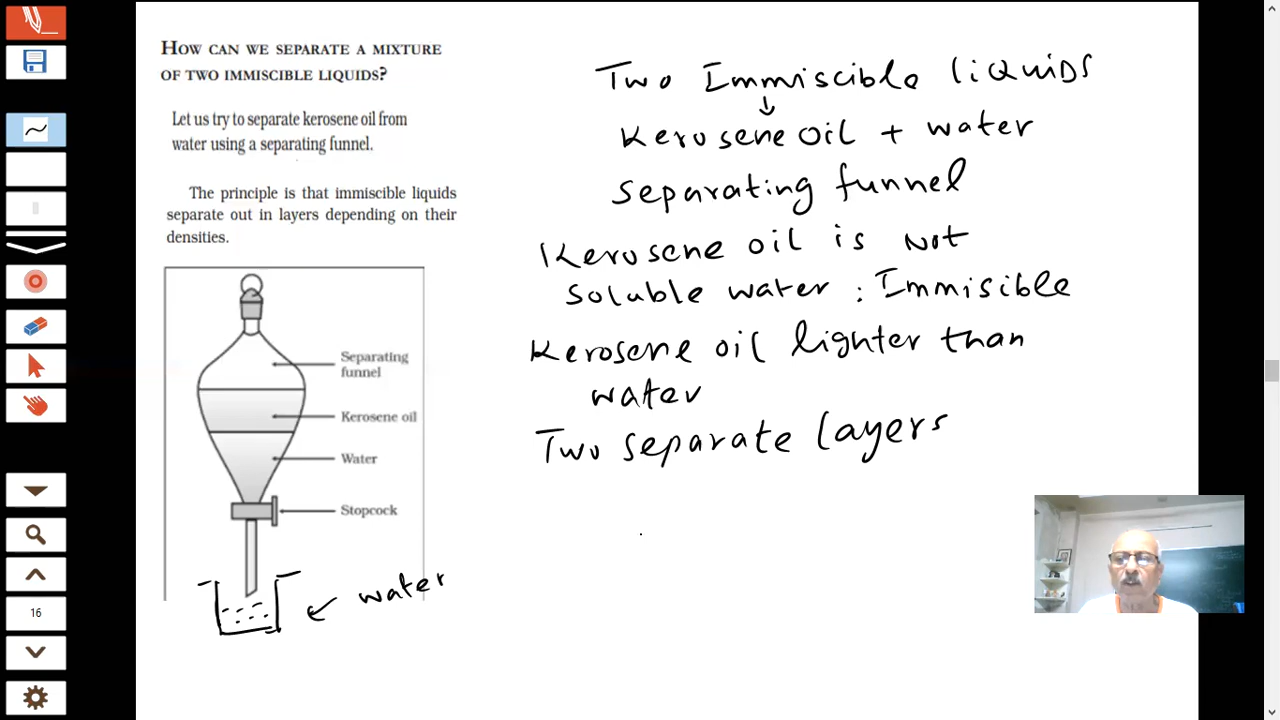 HOW CAN WE SEPARATE A MIXTURE
OF TWO IMMISCIBLE LIQUIDS?
Let us try to separate kerosene oil from
water using a separating funnel.
The principle is that immiscible liquids
separate out in layers depending on their
densities.
Separating
funnel
Kerosene oil
Water
Stopcock
water
Two Immiscible LiQUIDS
Kerosene oil + water
Separating funnel
Kerosene oil is Not
Soluble water : Immisible
Kerosene oil lighter than
water
Two separate layers
16